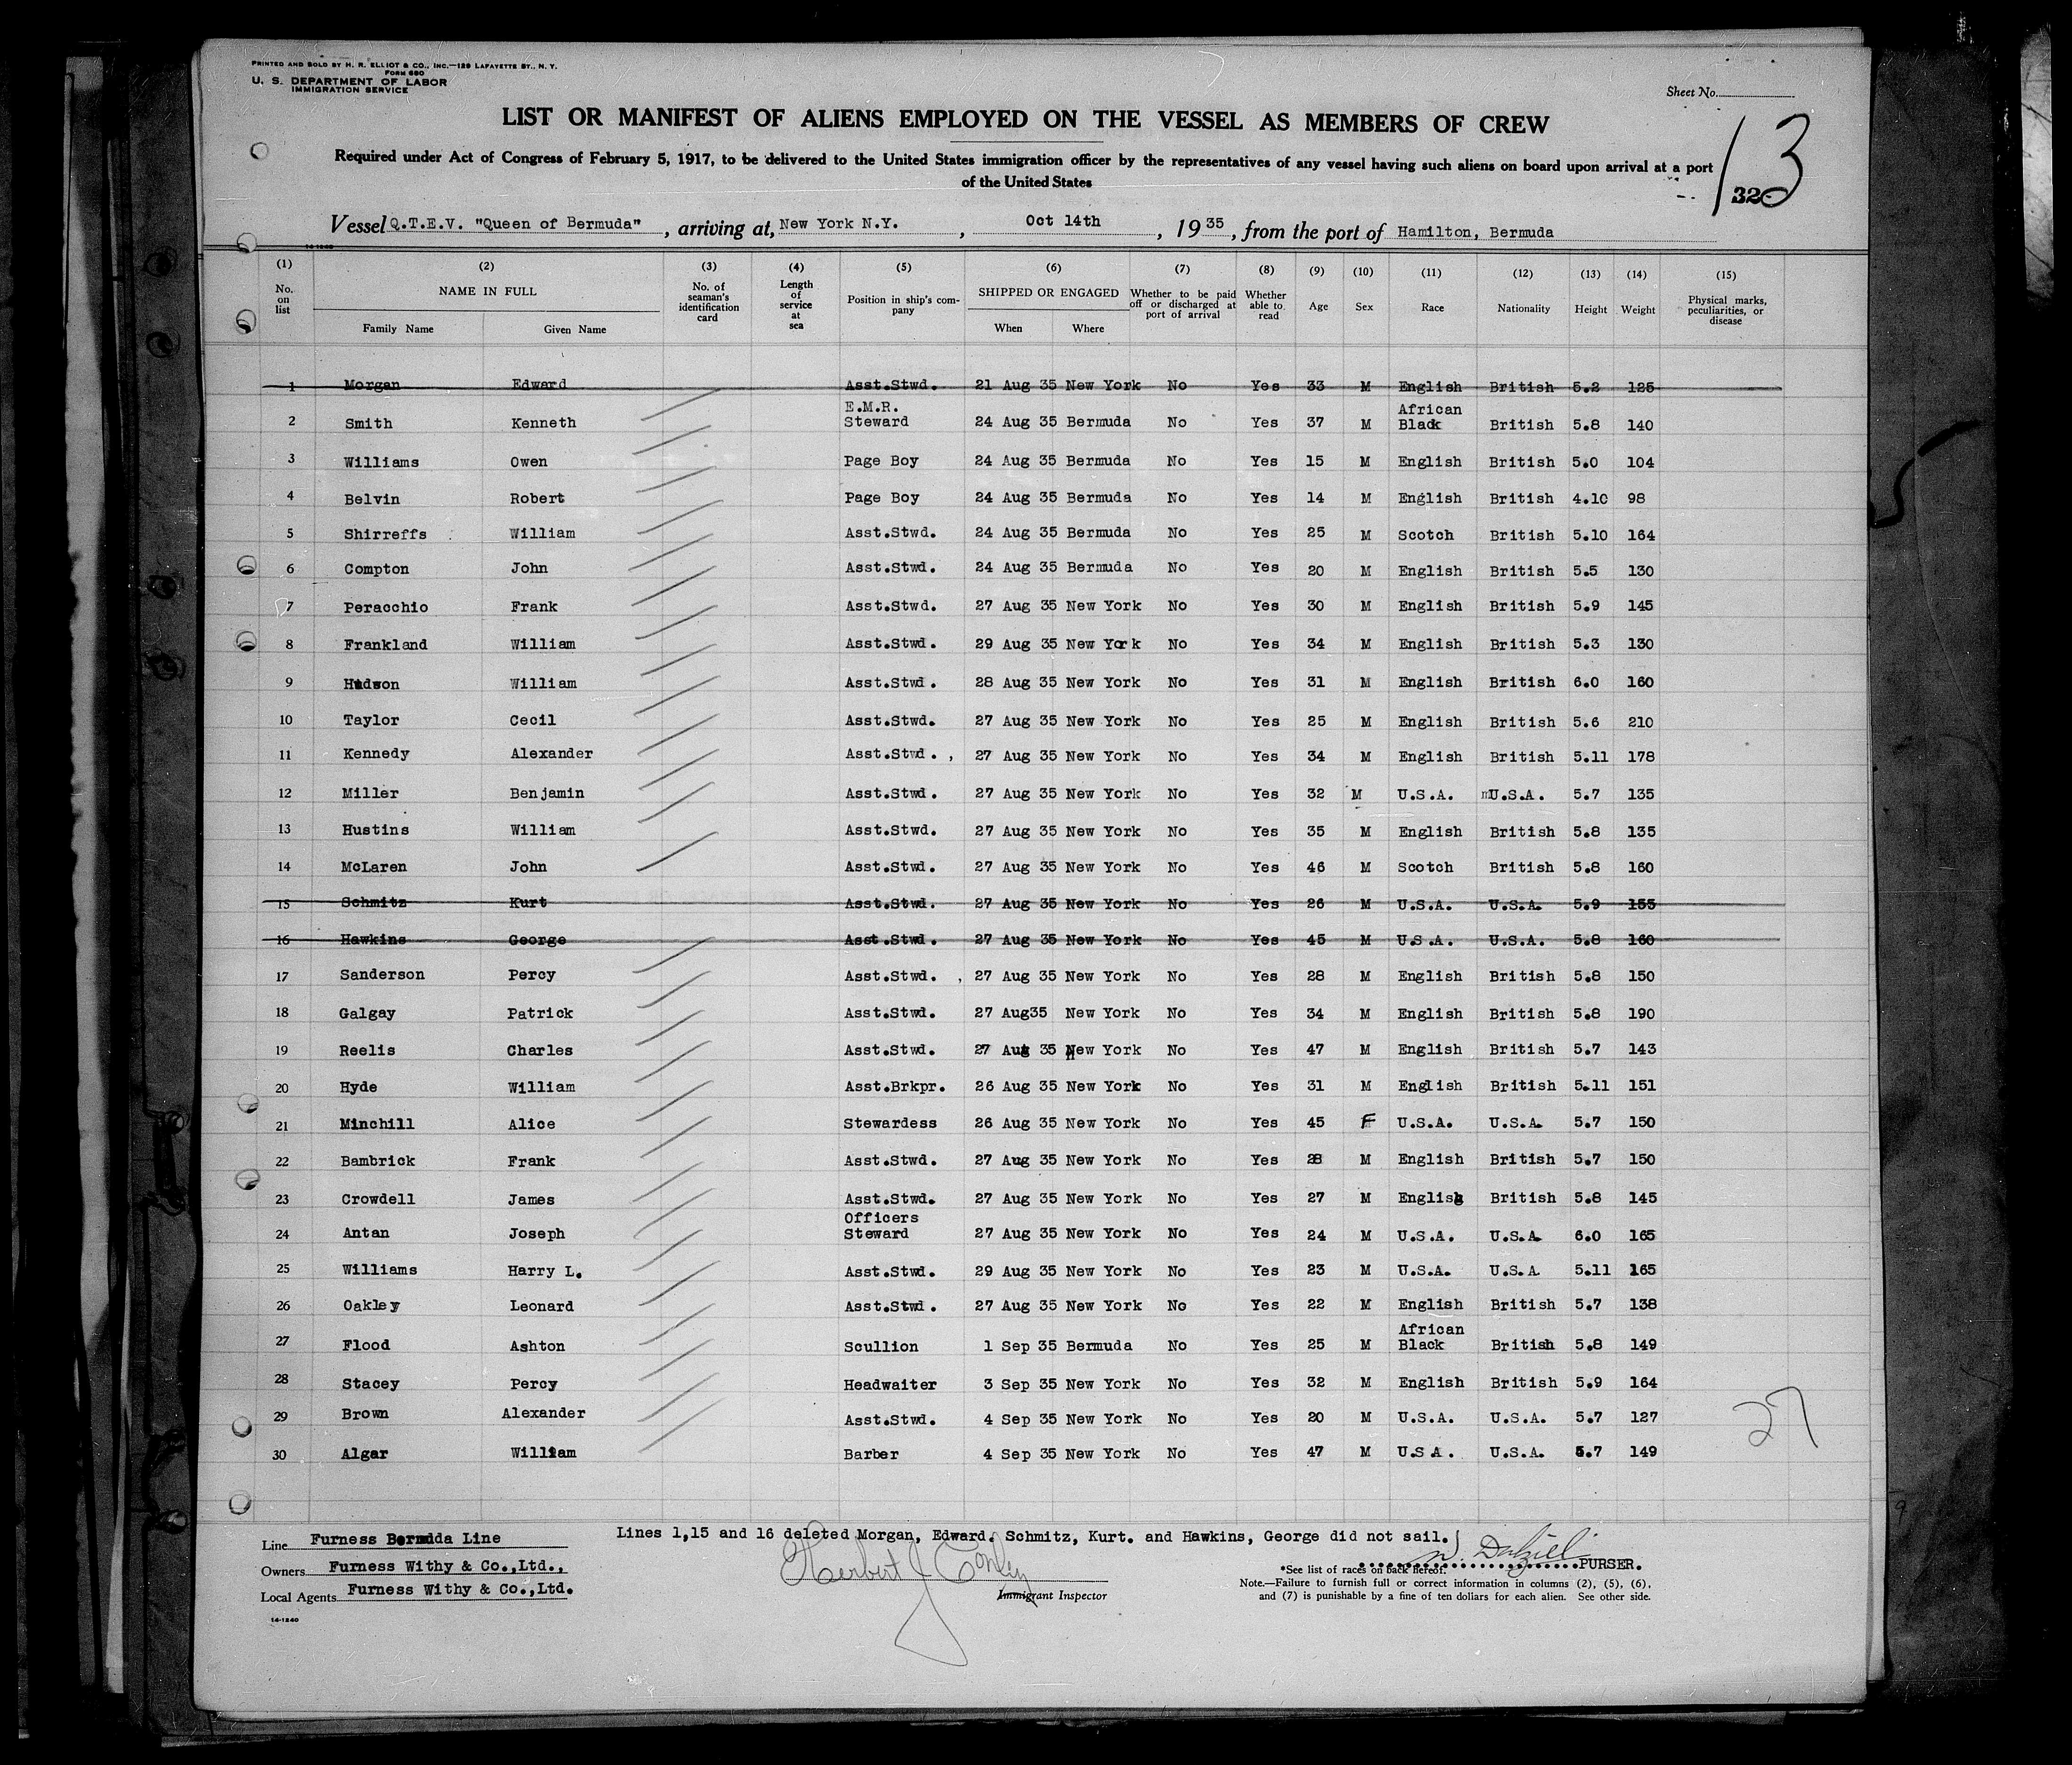 PRINTED AND SOLD BY H. R. ELLIOT & CO., INC.—129 LAFAYETTE ST., N. Y.
FORM 680
U. S. DEPARTMENT OF LABOR
IMMIGRATION SERVICE
Sheet No.
LIST OR MANIFEST OF ALIENS EMPLOYED ON THE VESSEL AS MEMBERS OF CREW
13
Required under Act of Congress of February 5, 1917, to be delivered to the United States immigration officer by the representatives of any vessel having such aliens on board upon arrival at a port
of the United States
320
Vessel Q.T.E.V. "Queen of Bermuda", arriving at, New York N.Y., Oct 14th, 1935, from the port of Hamilton, Bermuda
14-1240
(1) (2) (3) (4) (5) (6) (7) (8) (9) (10) (11) (12) (13) (14) (15)
No. on list NAME IN FULL Family Name Given Name No. of seaman's identification card Length of service at sea Position in ship's company SHIPPED OR ENGAGED When Where Whether to be paid off or discharged at port of arrival Whether able to read Age Sex Race Nationality Height Weight Physical marks, peculiarities, or disease
1 Morgan Edward Asst.Stwd. 21 Aug 35 New York No Yes 33 M English British 5.2 125
2 Smith Kenneth E.M.R. Steward 24 Aug 35 Bermuda No Yes 37 M African Black British 5.8 140
3 Williams Owen Page Boy 24 Aug 35 Bermuda No Yes 15 M English British 5.0 104
4 Belvin Robert Page Boy 24 Aug 35 Bermuda No Yes 14 M English British 4.10 98
5 Shirreffs William Asst.Stwd. 24 Aug 35 Bermuda No Yes 25 M Scotch British 5.10 164
6 Compton John Asst.Stwd. 24 Aug 35 Bermuda No Yes 20 M English British 5.5 130
7 Peracchio Frank Asst.Stwd. 27 Aug 35 New York No Yes 30 M English British 5.9 145
8 Frankland William Asst.Stwd. 29 Aug 35 New York No Yes 34 M English British 5.3 130
9 Hudson William Asst.Stwd. 28 Aug 35 New York No Yes 31 M English British 6.0 160
10 Taylor Cecil Asst.Stwd. 27 Aug 35 New York No Yes 25 M English British 5.6 210
11 Kennedy Alexander Asst.Stwd. , 27 Aug 35 New York No Yes 34 M English British 5.11 178
12 Miller Benjamin Asst.Stwd. 27 Aug 35 New York No Yes 32 M U.S.A. U.S.A. 5.7 135
13 Hustins William Asst.Stwd. 27 Aug 35 New York No Yes 35 M English British 5.8 135
14 McLaren John Asst.Stwd. 27 Aug 35 New York No Yes 46 M Scotch British 5.8 160
15 Schmitz Kurt Asst.Stwd. 27 Aug 35 New York No Yes 26 M U.S.A. U.S.A. 5.9 155
16 Hawkins George Asst.Stwd. 27 Aug 35 New York No Yes 45 M U.S.A. U.S.A. 5.8 160
17 Sanderson Percy Asst.Stwd. , 27 Aug 35 New York No Yes 28 M English British 5.8 150
18 Galgay Patrick Asst.Stwd. 27 Aug35 New York No Yes 34 M English British 5.8 190
19 Reelis Charles Asst.Stwd. 27 Aug 35 New York No Yes 47 M English British 5.7 143
20 Hyde William Asst.Brkpr. 26 Aug 35 New York No Yes 31 M English British 5.11 151
21 Minchill Alice Stewardess 26 Aug 35 New York No Yes 45 F U.S.A. U.S.A. 5.7 150
22 Bambrick Frank Asst.Stwd. 27 Aug 35 New York No Yes 28 M English British 5.7 150
23 Crowdell James Asst.Stwd. 27 Aug 35 New York No Yes 27 M English British 5.8 145
24 Antan Joseph Officers Steward 27 Aug 35 New York No Yes 24 M U.S.A. U.S.A. 6.0 165
25 Williams Harry L. Asst.Stwd. 29 Aug 35 New York No Yes 23 M U.S.A. U.S.A 5.11 165
26 Oakley Leonard Asst.Stwd. 27 Aug 35 New York No Yes 22 M English British 5.7 138
27 Flood Ashton Scullion 1 Sep 35 Bermuda No Yes 25 M African Black British 5.8 149
28 Stacey Percy Headwaiter 3 Sep 35 New York No Yes 32 M English British 5.9 164
29 Brown Alexander Asst.Stwd. 4 Sep 35 New York No Yes 20 M U.S.A. U.S.A. 5.7 127
27
30 Algar William Barber 4 Sep 35 New York No Yes 47 M U.S.A. U.S.A. 5.7 149
Lines 1,15 and 16 deleted Morgan, Edward. Schmitz, Kurt. and Hawkins, George did not sail.
Line Furness Bermuda Line
Owners Furness Withy & Co.,Ltd.,
Local Agents Furness Withy & Co.,Ltd.
14-1240
Herbert J Conley
Immigrant Inspector
W. Dalziel PURSER.
*See list of races on back hereof.
Note.—Failure to furnish full or correct information in columns (2), (5), (6),
and (7) is punishable by a fine of ten dollars for each alien. See other side.